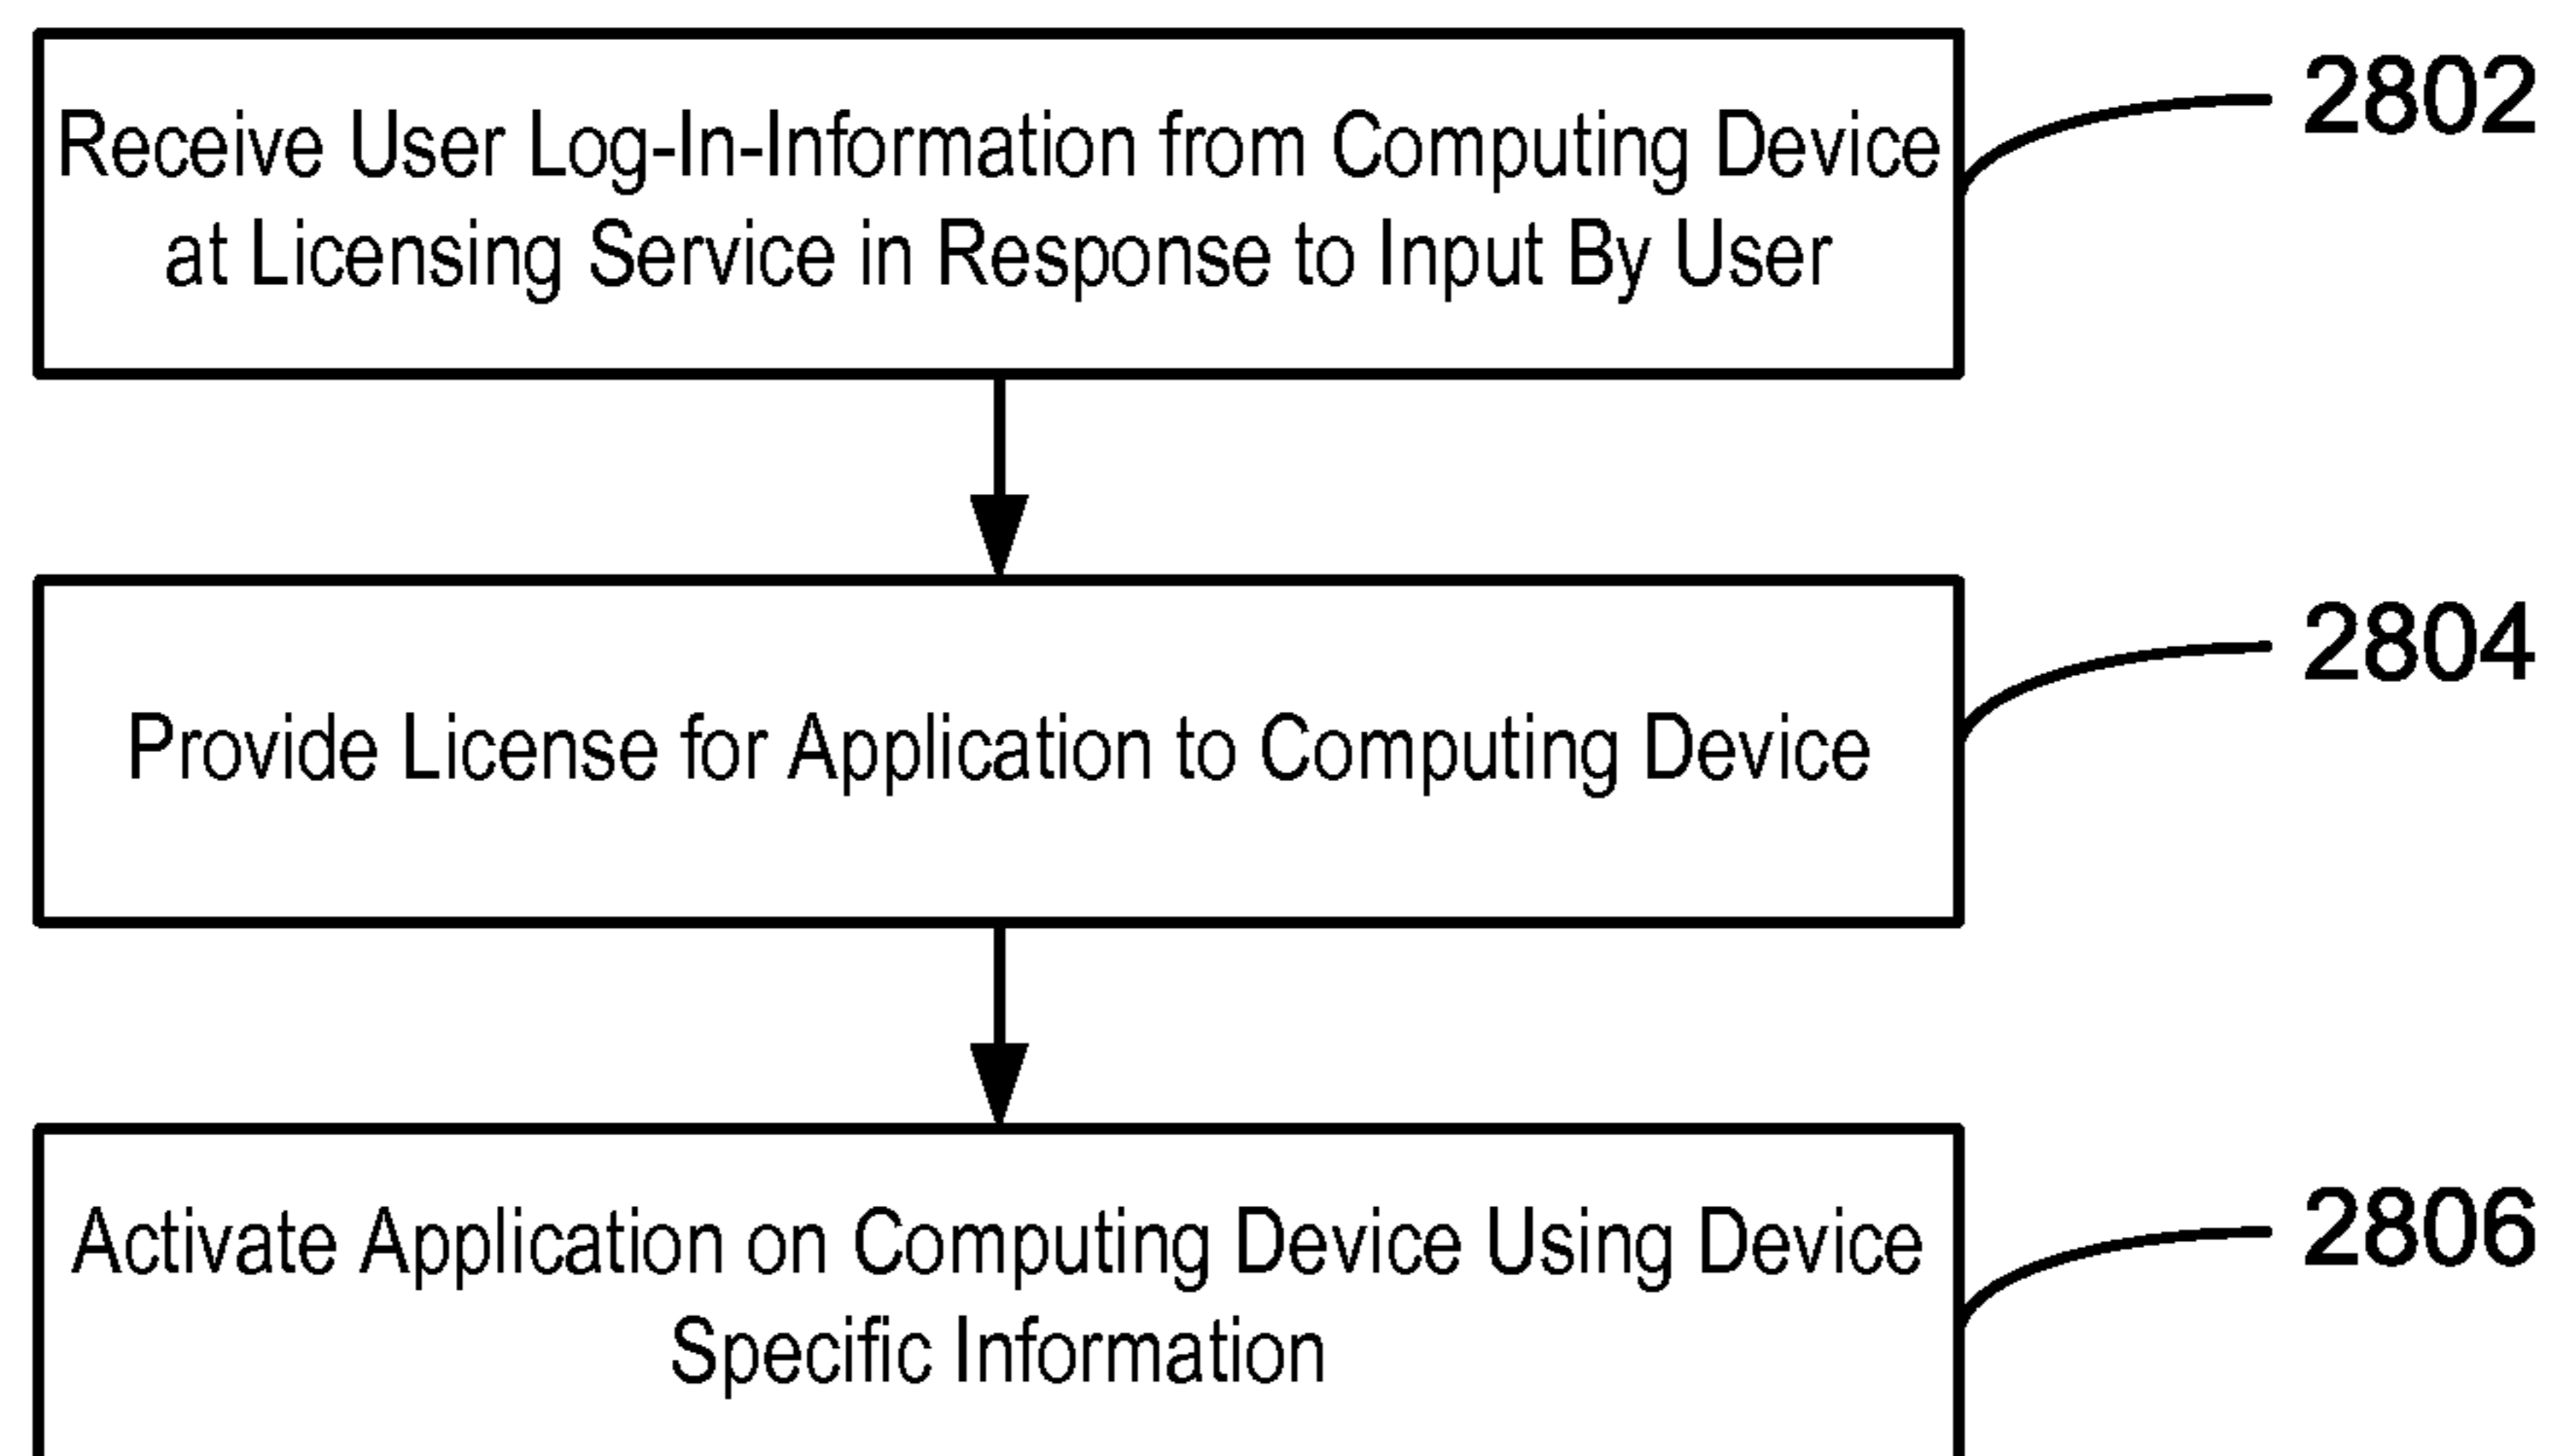 Receive User Log-In-Information from Computing Device
at Licensing Service in Response to Input By User
2802
Provide License for Application to Computing Device
2804
Activate Application on Computing Device Using Device
Specific Information
2806